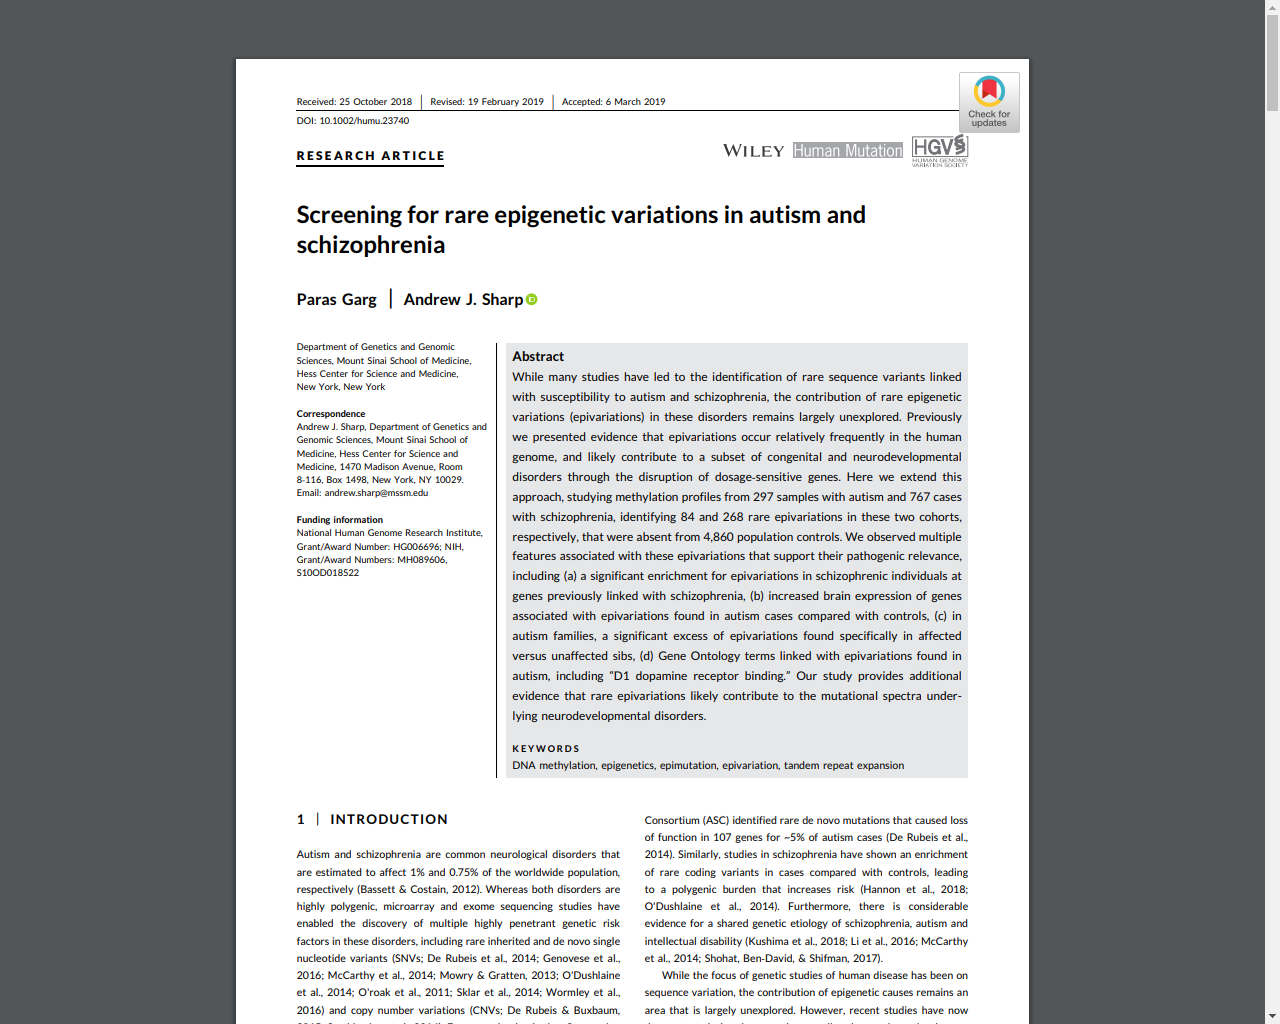 Received: 25 October 2018 | Revised: 19 February 2019 | Accepted: 6 March 2019
DOI: 10.1002/humu.23740
Check for
updates
RESEARCH ARTICLE
WILEY Human Mutation HGVS
HUMAN GENOME
VARIATION SOCIETY
Screening for rare epigenetic variations in autism and
schizophrenia
Paras Garg | Andrew J. Sharp
Department of Genetics and Genomic
Sciences, Mount Sinai School of Medicine,
Hess Center for Science and Medicine,
New York, New York
Correspondence
Andrew J. Sharp, Department of Genetics and
Genomic Sciences, Mount Sinai School of
Medicine, Hess Center for Science and
Medicine, 1470 Madison Avenue, Room
8-116, Box 1498, New York, NY 10029.
Email: andrew.sharp@mssm.edu
Funding information
National Human Genome Research Institute,
Grant/Award Number: HG006696; NIH,
Grant/Award Numbers: MH089606,
S10OD018522
Abstract
While many studies have led to the identification of rare sequence variants linked
with susceptibility to autism and schizophrenia, the contribution of rare epigenetic
variations (epivariations) in these disorders remains largely unexplored. Previously
we presented evidence that epivariations occur relatively frequently in the human
genome, and likely contribute to a subset of congenital and neurodevelopmental
disorders through the disruption of dosage-sensitive genes. Here we extend this
approach, studying methylation profiles from 297 samples with autism and 767 cases
with schizophrenia, identifying 84 and 268 rare epivariations in these two cohorts,
respectively, that were absent from 4,860 population controls. We observed multiple
features associated with these epivariations that support their pathogenic relevance,
including (a) a significant enrichment for epivariations in schizophrenic individuals at
genes previously linked with schizophrenia, (b) increased brain expression of genes
associated with epivariations found in autism cases compared with controls, (c) in
autism families, a significant excess of epivariations found specifically in affected
versus unaffected sibs, (d) Gene Ontology terms linked with epivariations found in
autism, including “D1 dopamine receptor binding.” Our study provides additional
evidence that rare epivariations likely contribute to the mutational spectra under-
lying neurodevelopmental disorders.
KEYWORDS
DNA methylation, epigenetics, epimutation, epivariation, tandem repeat expansion
1 | INTRODUCTION
Autism and schizophrenia are common neurological disorders that
are estimated to affect 1% and 0.75% of the worldwide population,
respectively (Bassett & Costain, 2012). Whereas both disorders are
highly polygenic, microarray and exome sequencing studies have
enabled the discovery of multiple highly penetrant genetic risk
factors in these disorders, including rare inherited and de novo single
nucleotide variants (SNVs; De Rubeis et al., 2014; Genovese et al.,
2016; McCarthy et al., 2014; Mowry & Gratten, 2013; O'Dushlaine
et al., 2014; O'roak et al., 2011; Sklar et al., 2014; Wormley et al.,
2016) and copy number variations (CNVs; De Rubeis & Buxbaum,
Consortium (ASC) identified rare de novo mutations that caused loss
of function in 107 genes for ~5% of autism cases (De Rubeis et al.,
2014). Similarly, studies in schizophrenia have shown an enrichment
of rare coding variants in cases compared with controls, leading
to a polygenic burden that increases risk (Hannon et al., 2018;
O'Dushlaine et al., 2014). Furthermore, there is considerable
evidence for a shared genetic etiology of schizophrenia, autism and
intellectual disability (Kushima et al., 2018; Li et al., 2016; McCarthy
et al., 2014; Shohat, Ben-David, & Shifman, 2017).
While the focus of genetic studies of human disease has been on
sequence variation, the contribution of epigenetic causes remains an
area that is largely unexplored. However, recent studies have now